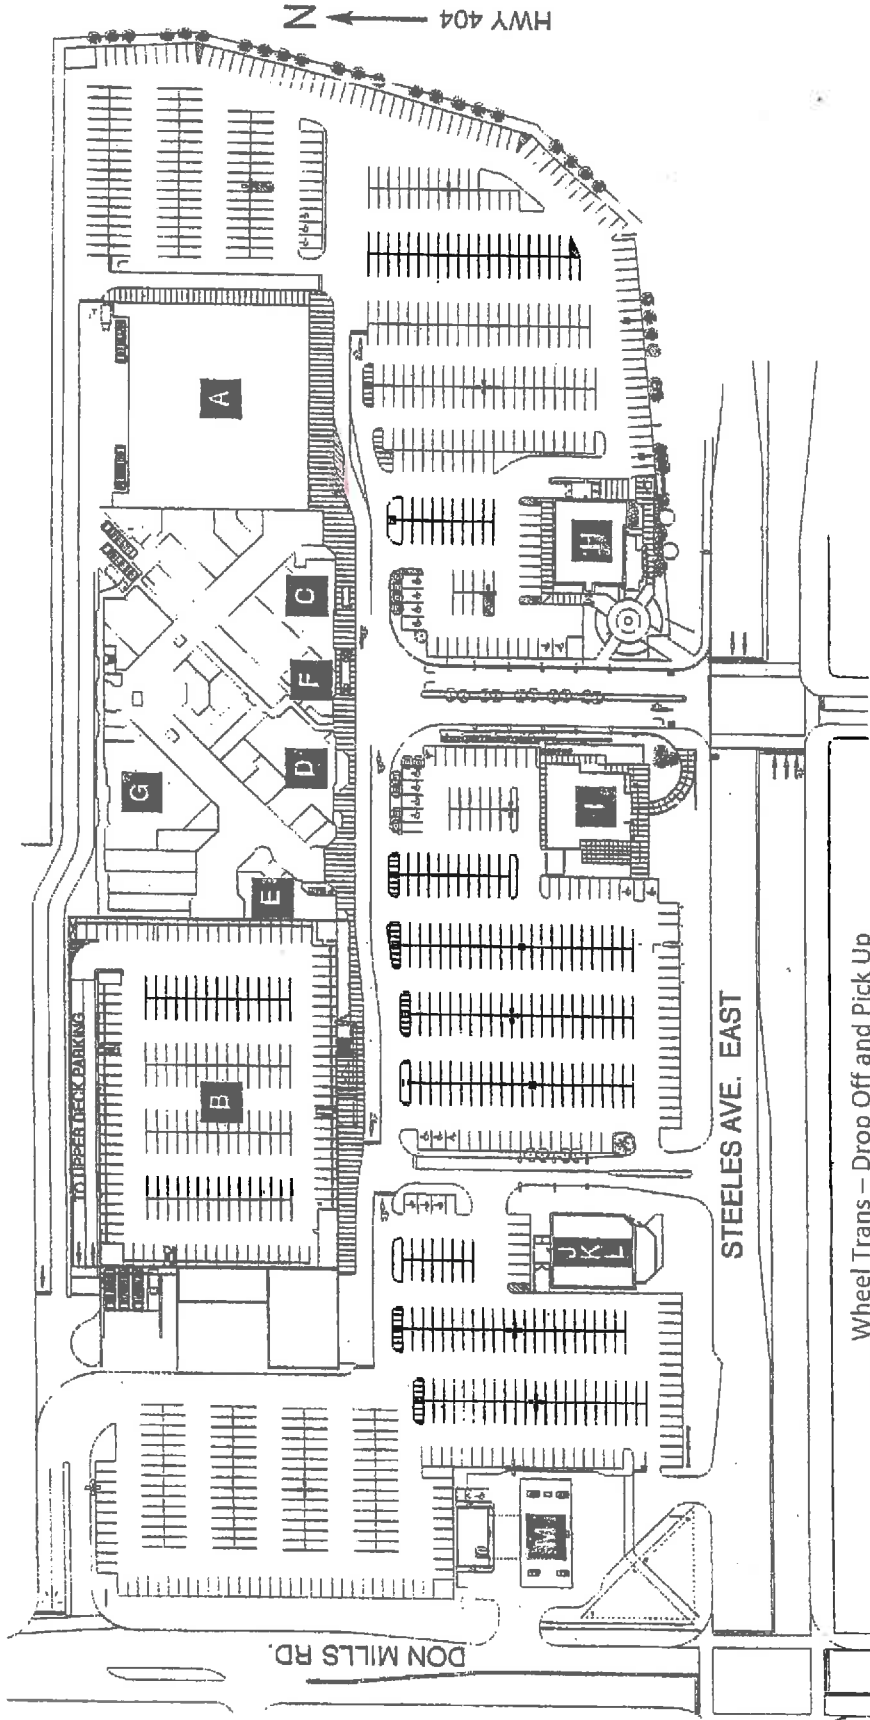 HWY 404
N
A
C
F
D
G
E
H
I
TO UPPER DECK PARKING
B
J
K
L
M
STEELES AVE. EAST
DON MILLS RD.
Wheel Trans – Drop Off and Pick Up